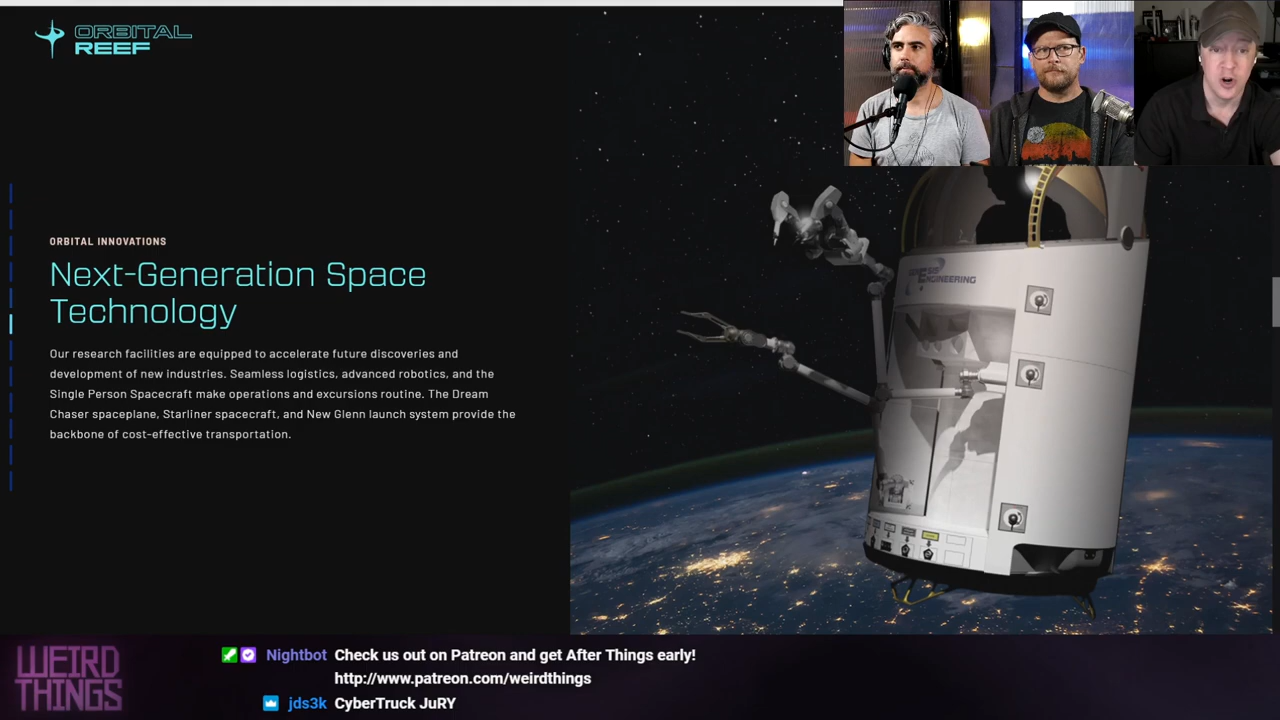 ORBITAL
REEF
ORBITAL INNOVATIONS
Next-Generation Space
Technology
Our research facilities are equipped to accelerate future discoveries and
development of new industries. Seamless logistics, advanced robotics, and the
Single Person Spacecraft make operations and excursions routine. The Dream
Chaser spaceplane, Starliner spacecraft, and New Glenn launch system provide the
backbone of cost-effective transportation.
ENGINEERING
WEIRD
THINGS
Nightbot Check us out on Patreon and get After Things early!
http://www.patreon.com/weirdthings
jds3k CyberTruck JuRY